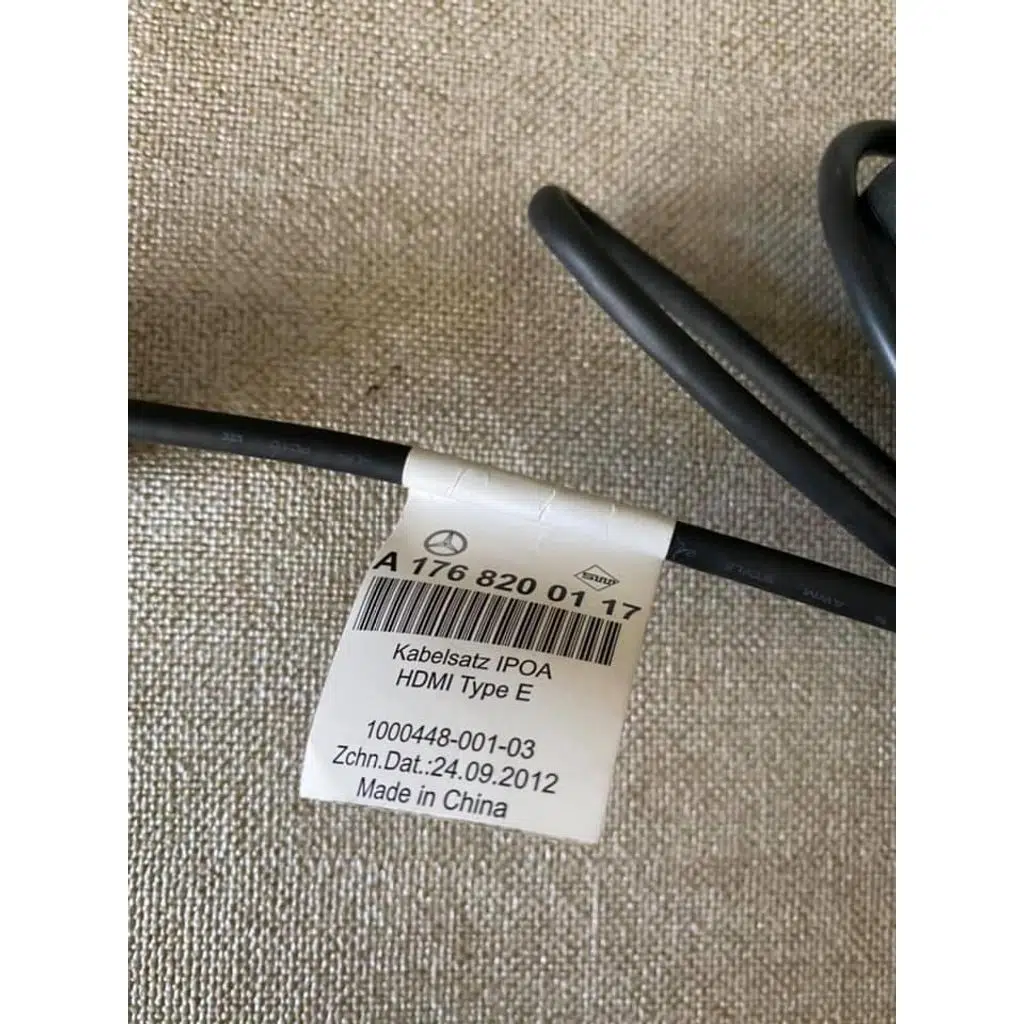 A 176 820 01 17
Kabelsatz IPOA
HDMI Type E
1000448-001-03
Zchn.Dat.:24.09.2012
Made in China
AWM